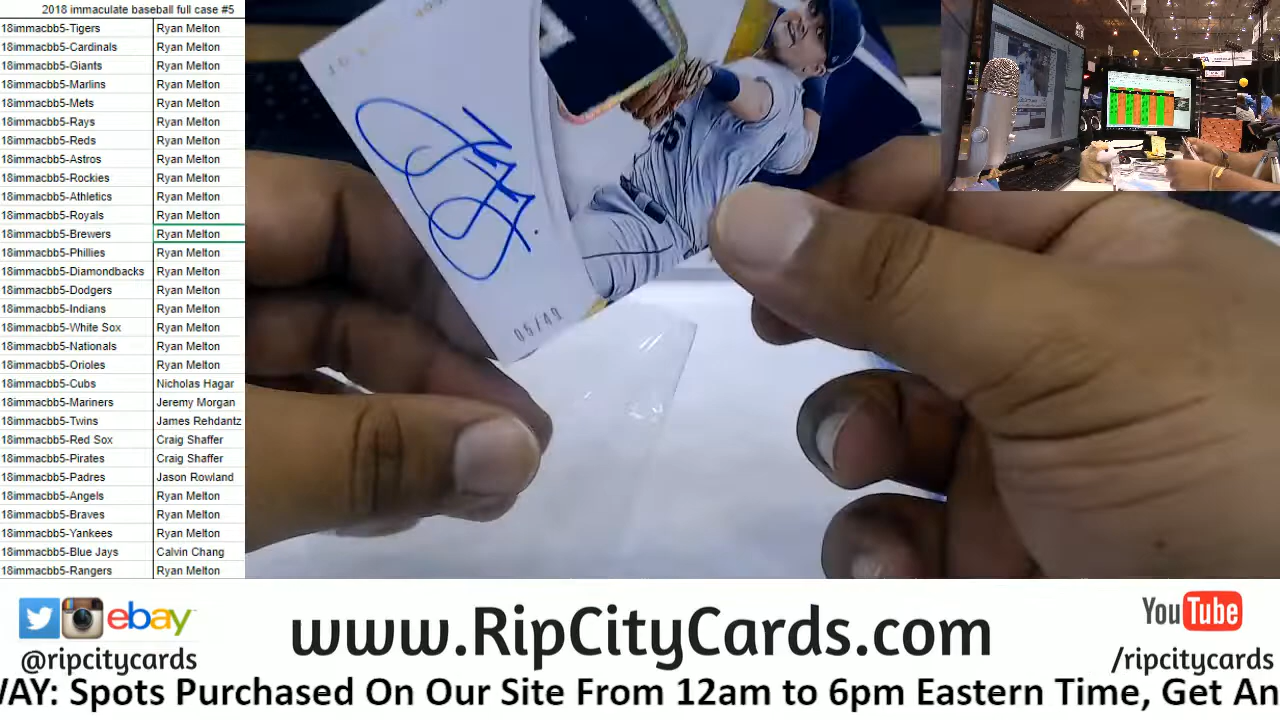 2018 immaculate baseball full case #5
18immacbb5-Tigers Ryan Melton
18immacbb5-Cardinals Ryan Melton
18immacbb5-Giants Ryan Melton
18immacbb5-Marlins Ryan Melton
18immacbb5-Mets Ryan Melton
18immacbb5-Rays Ryan Melton
18immacbb5-Reds Ryan Melton
18immacbb5-Astros Ryan Melton
18immacbb5-Rockies Ryan Melton
18immacbb5-Athletics Ryan Melton
18immacbb5-Royals Ryan Melton
18immacbb5-Brewers Ryan Melton
18immacbb5-Phillies Ryan Melton
18immacbb5-Diamondbacks Ryan Melton
18immacbb5-Dodgers Ryan Melton
18immacbb5-Indians Ryan Melton
18immacbb5-White Sox Ryan Melton
18immacbb5-Nationals Ryan Melton
18immacbb5-Orioles Ryan Melton
18immacbb5-Cubs Nicholas Hagar
18immacbb5-Mariners Jeremy Morgan
18immacbb5-Twins James Rehdantz
18immacbb5-Red Sox Craig Shaffer
18immacbb5-Pirates Craig Shaffer
18immacbb5-Padres Jason Rowland
18immacbb5-Angels Ryan Melton
18immacbb5-Braves Ryan Melton
18immacbb5-Yankees Ryan Melton
18immacbb5-Blue Jays Calvin Chang
18immacbb5-Rangers Ryan Melton
05/49
ebay
@ripcitycards
www.RipCityCards.com
YouTube
/ripcitycards
WAY: Spots Purchased On Our Site From 12am to 6pm Eastern Time, Get An